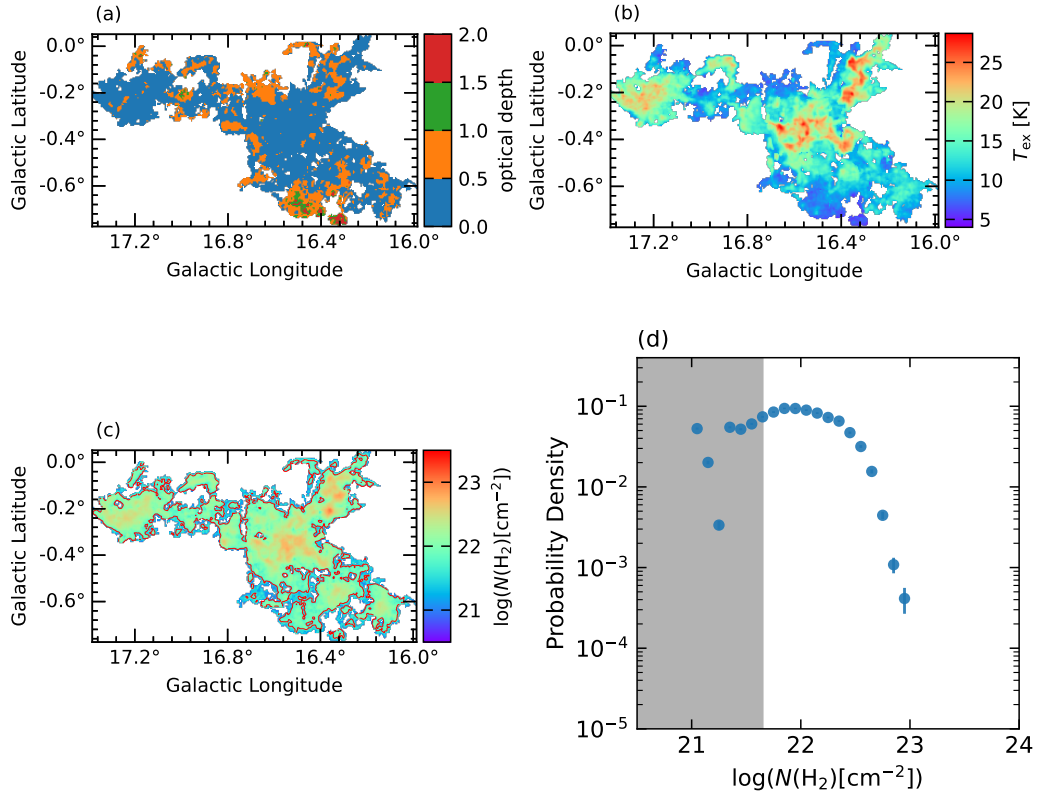 (a)
Galactic Latitude
0.0°
-0.2°
-0.4°
-0.6°
17.2° 16.8° 16.4° 16.0°
Galactic Longitude
2.0
1.5
1.0
0.5
0.0
optical depth
(b)
Galactic Latitude
0.0°
-0.2°
-0.4°
-0.6°
17.2° 16.8° 16.4° 16.0°
Galactic Longitude
25
20
15
10
5
T_ex [K]
(c)
Galactic Latitude
0.0°
-0.2°
-0.4°
-0.6°
17.2° 16.8° 16.4° 16.0°
Galactic Longitude
23
22
21
log(N(H₂)[cm⁻²])
(d)
Probability Density
10⁻¹
10⁻²
10⁻³
10⁻⁴
10⁻⁵
21 22 23 24
log(N(H₂)[cm⁻²])